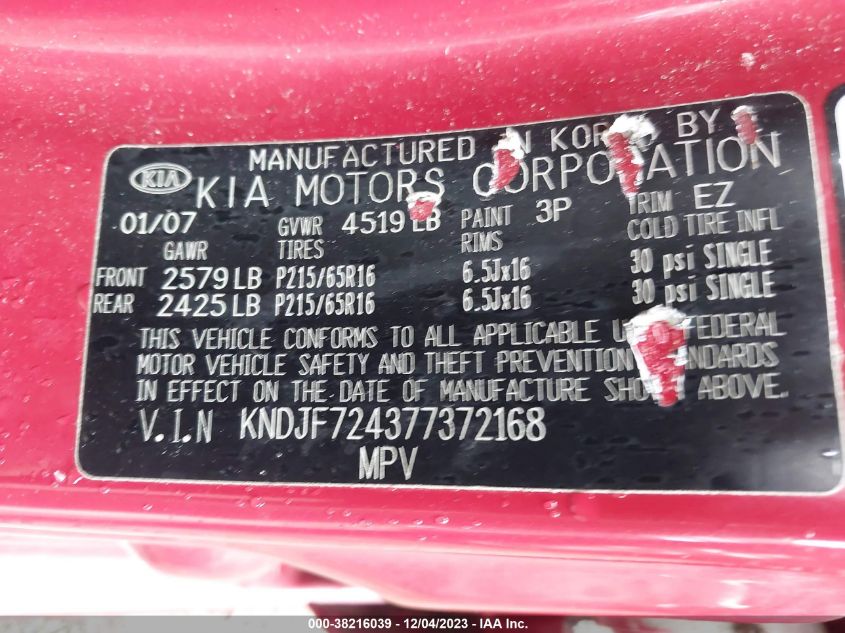 MANUFACTURED IN KOREA BY
KIA KIA MOTORS CORPORATION
01/07 GVWR 4519 LB PAINT 3P TRIM EZ
GAWR TIRES RIMS COLD TIRE INFL
FRONT 2579 LB P215/65R16 6.5Jx16 30 psi SINGLE
REAR 2425 LB P215/65R16 6.5Jx16 30 psi SINGLE
THIS VEHICLE CONFORMS TO ALL APPLICABLE FEDERAL
MOTOR VEHICLE SAFETY AND THEFT PREVENTION STANDARDS
IN EFFECT ON THE DATE OF MANUFACTURE SHOWN ABOVE.
V.I.N KNDJF724377372168
MPV
000-38216039 - 12/04/2023 - IAA Inc.